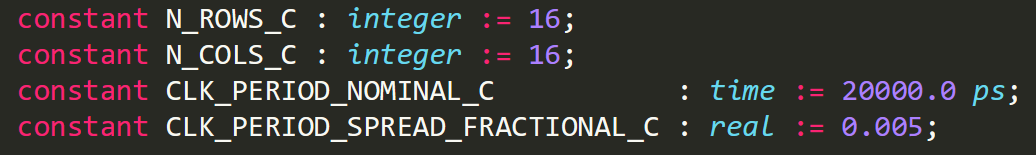 constant N_ROWS_C : integer := 16;
constant N_COLS_C : integer := 16;
constant CLK_PERIOD_NOMINAL_C           : time := 20000.0 ps;
constant CLK_PERIOD_SPREAD_FRACTIONAL_C : real := 0.005;